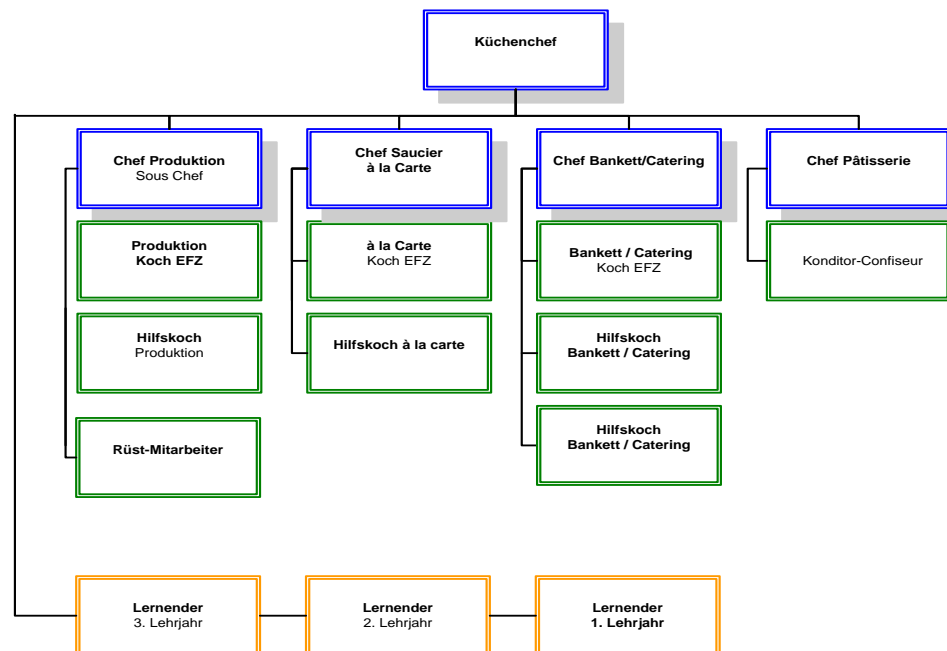 Küchenchef
Chef Produktion
Sous Chef
Chef Saucier
à la Carte
Chef Bankett/Catering
Chef Pâtisserie
Produktion
Koch EFZ
à la Carte
Koch EFZ
Bankett / Catering
Koch EFZ
Konditor-Confiseur
Hilfskoch
Produktion
Hilfskoch à la carte
Hilfskoch
Bankett / Catering
Rüst-Mitarbeiter
Hilfskoch
Bankett / Catering
Lernender
3. Lehrjahr
Lernender
2. Lehrjahr
Lernender
1. Lehrjahr